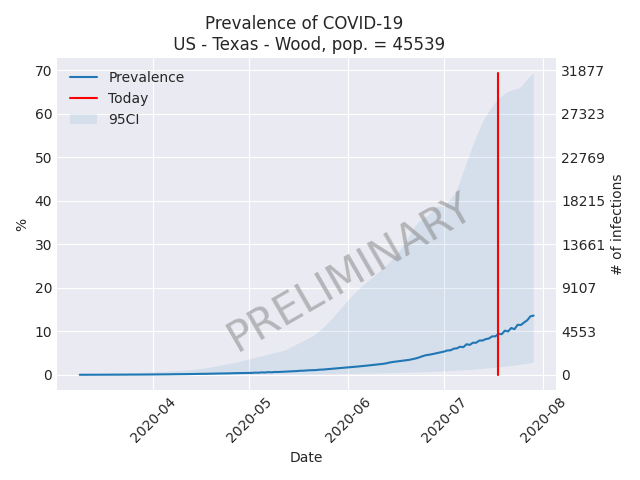 Prevalence of COVID-19
US - Texas - Wood, pop. = 45539
Prevalence
Today
95CI
PRELIMINARY
70
60
50
40
30
20
10
0
%
31877
27323
22769
18215
13661
9107
4553
0
# of infections
2020-04
2020-05
2020-06
2020-07
2020-08
Date